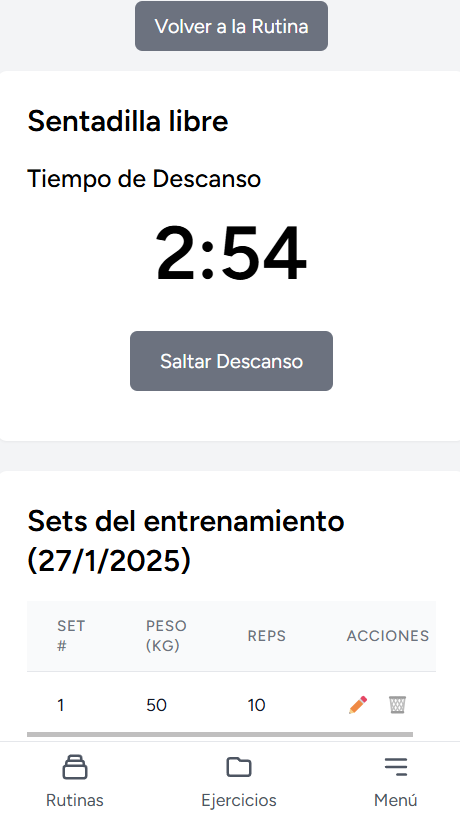 Volver a la Rutina
Sentadilla libre
Tiempo de Descanso
2:54
Saltar Descanso
Sets del entrenamiento
(27/1/2025)
SET # PESO (KG) REPS ACCIONES
1 50 10
Rutinas Ejercicios Menú